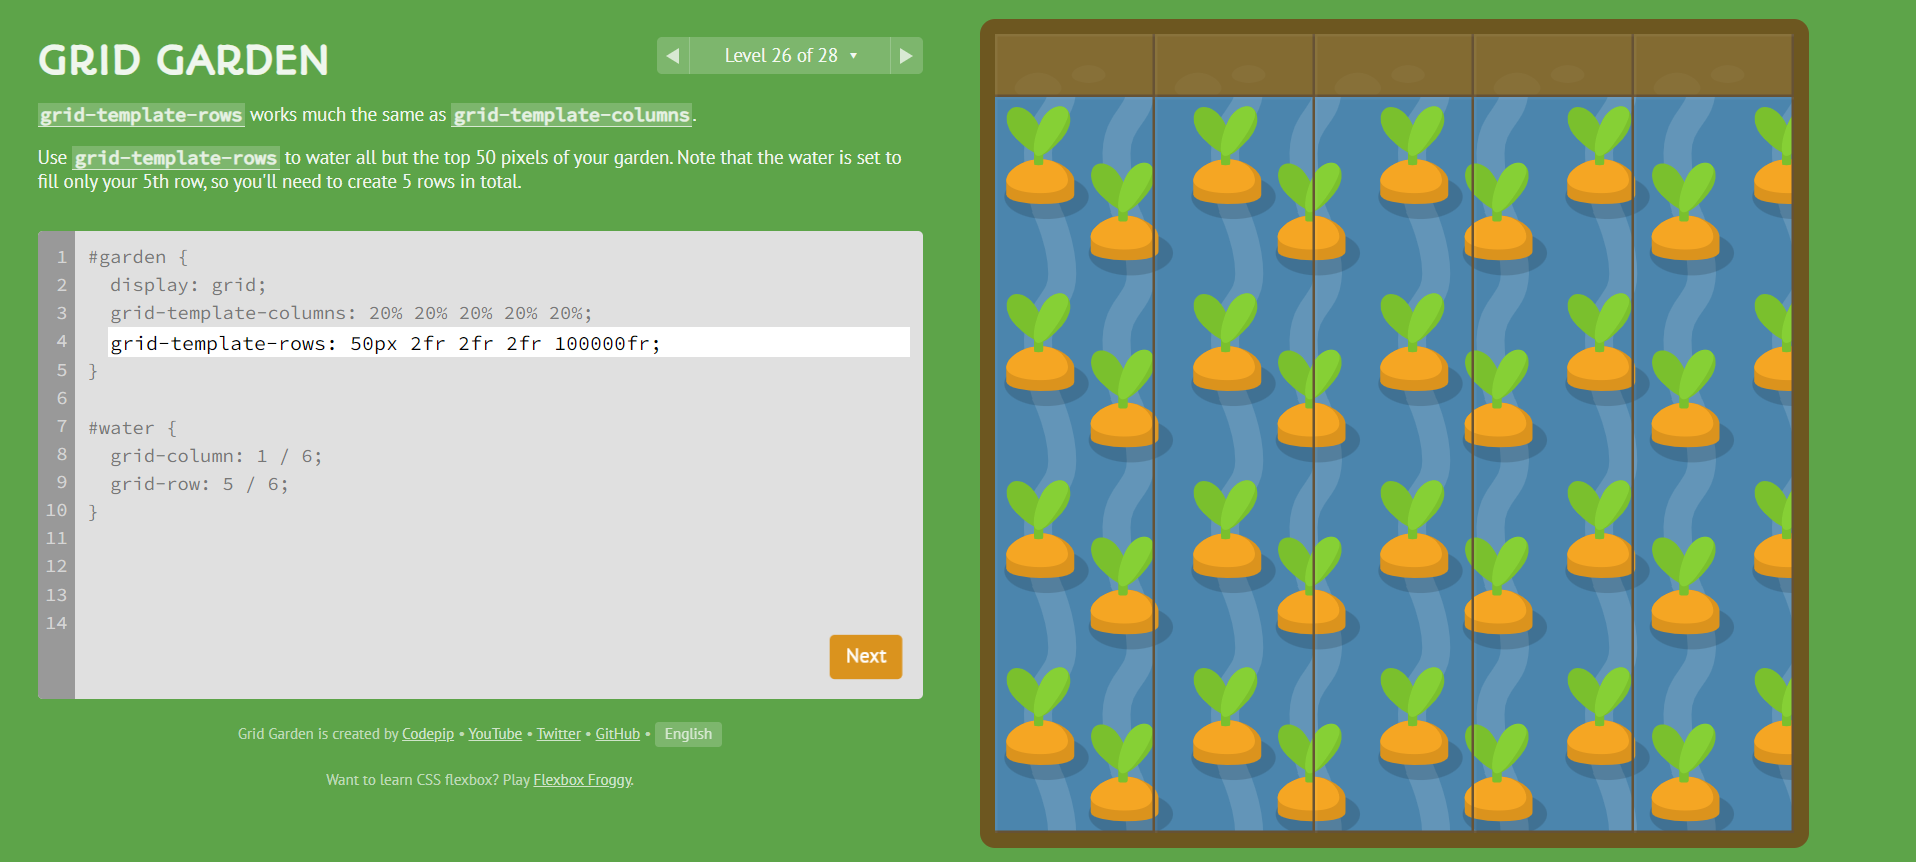 GRID GARDEN
◀ Level 26 of 28 ▼ ▶
grid-template-rows works much the same as grid-template-columns.
Use grid-template-rows to water all but the top 50 pixels of your garden. Note that the water is set to
fill only your 5th row, so you'll need to create 5 rows in total.
1 #garden {
2 display: grid;
3 grid-template-columns: 20% 20% 20% 20% 20%;
4 grid-template-rows: 50px 2fr 2fr 2fr 100000fr;
5 }
6
7 #water {
8 grid-column: 1 / 6;
9 grid-row: 5 / 6;
10 }
11
12
13
14
Next
Grid Garden is created by Codepip • YouTube • Twitter • GitHub • English
Want to learn CSS flexbox? Play Flexbox Froggy.